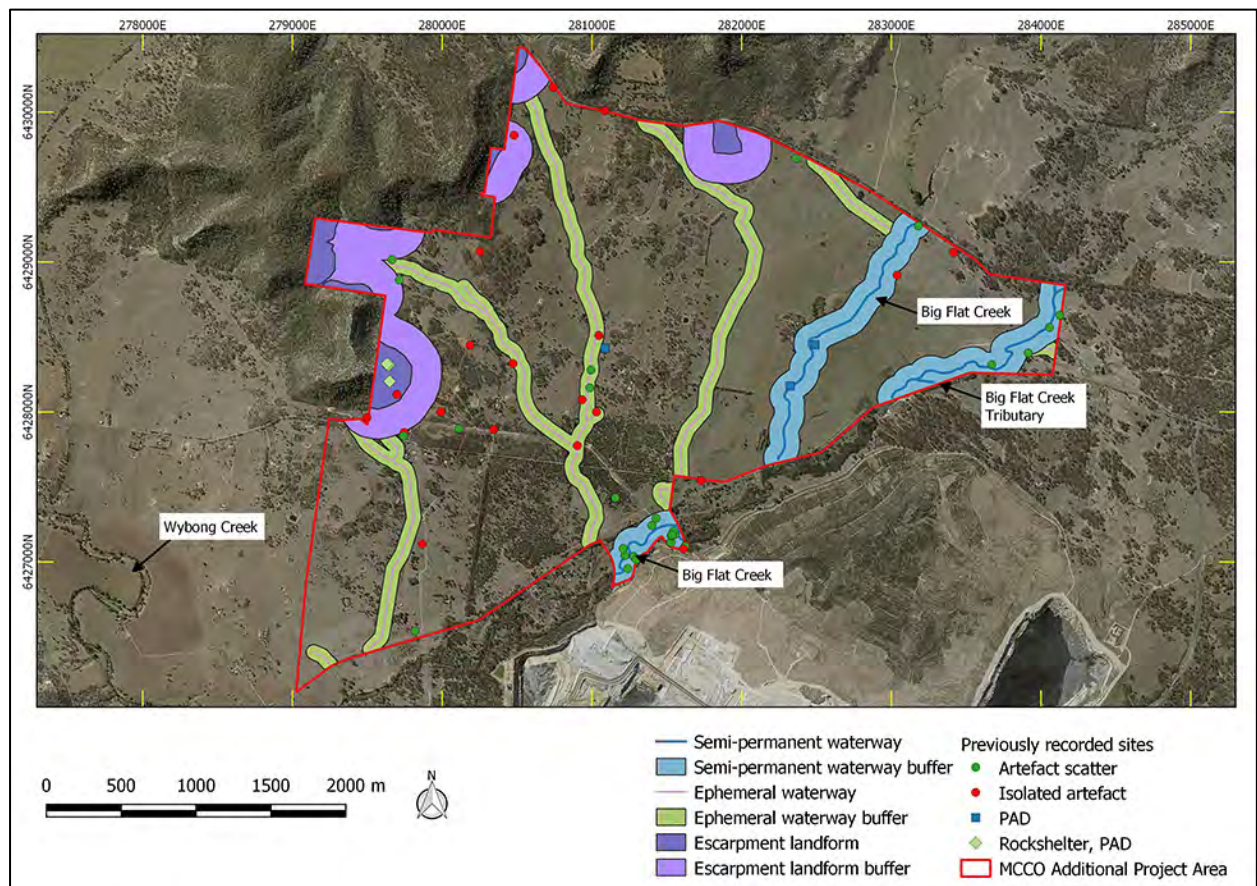 278000E
279000E
280000E
281000E
282000E
283000E
284000E
285000E
6430000N
6429000N
6428000N
6427000N
Big Flat Creek
Big Flat Creek
Tributary
Wybong Creek
Big Flat Creek
Semi-permanent waterway
Semi-permanent waterway buffer
Ephemeral waterway
Ephemeral waterway buffer
Escarpment landform
Escarpment landform buffer
Previously recorded sites
Artefact scatter
Isolated artefact
PAD
Rockshelter, PAD
MCCO Additional Project Area
0 500 1000 1500 2000 m
N